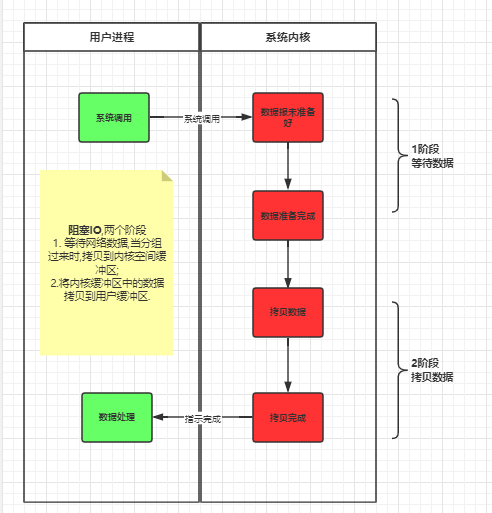 用户进程
系统内核
系统调用
系统调用
数据报未准备
好
1阶段
等待数据
阻塞IO,两个阶段
1. 等待网络数据,当分组
过来时,拷贝到内核空间缓
冲区;
2.将内核缓冲区中的数据
拷贝到用户缓冲区.
数据准备完成
拷贝数据
2阶段
拷贝数据
数据处理
指示完成
拷贝完成